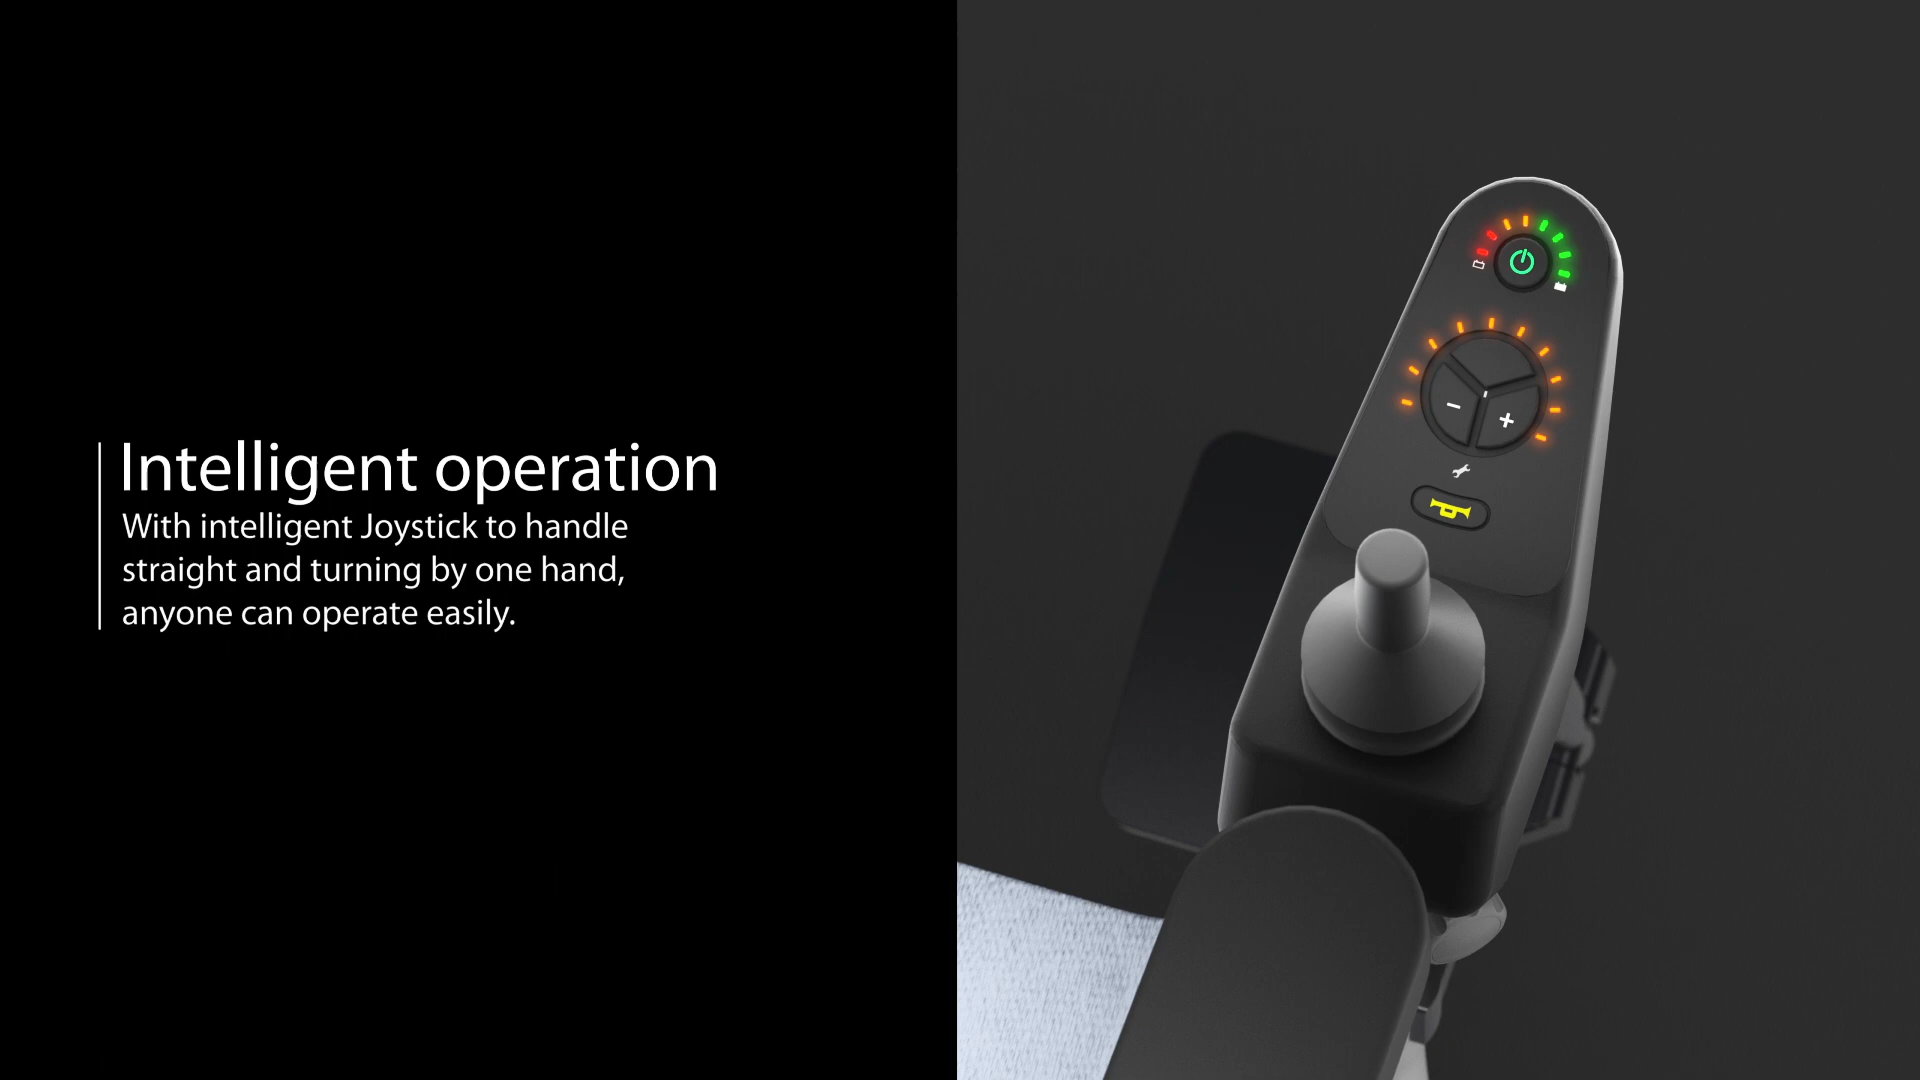 Intelligent operation
With intelligent Joystick to handle
straight and turning by one hand,
anyone can operate easily.
− +